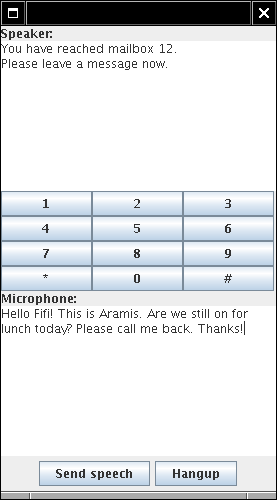 Speaker:
You have reached mailbox 12.
Please leave a message now.
1 2 3
4 5 6
7 8 9
* 0 #
Microphone:
Hello Fifi! This is Aramis. Are we still on for
lunch today? Please call me back. Thanks!
Send speech Hangup